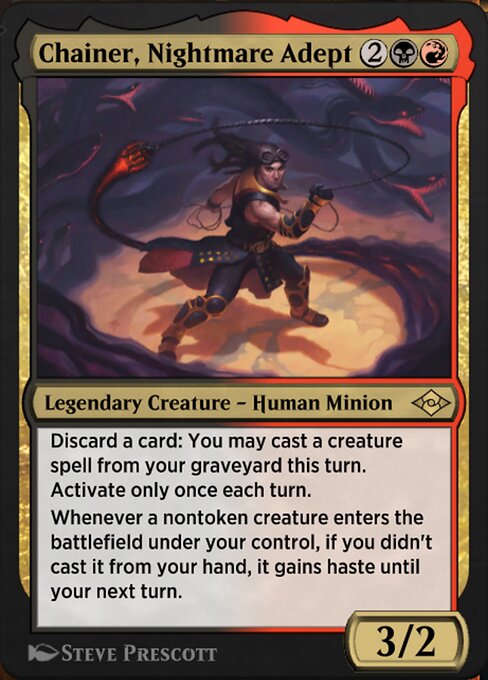 Chainer, Nightmare Adept 2
Legendary Creature – Human Minion
Discard a card: You may cast a creature
spell from your graveyard this turn.
Activate only once each turn.
Whenever a nontoken creature enters the
battlefield under your control, if you didn't
cast it from your hand, it gains haste until
your next turn.
3/2
Steve Prescott